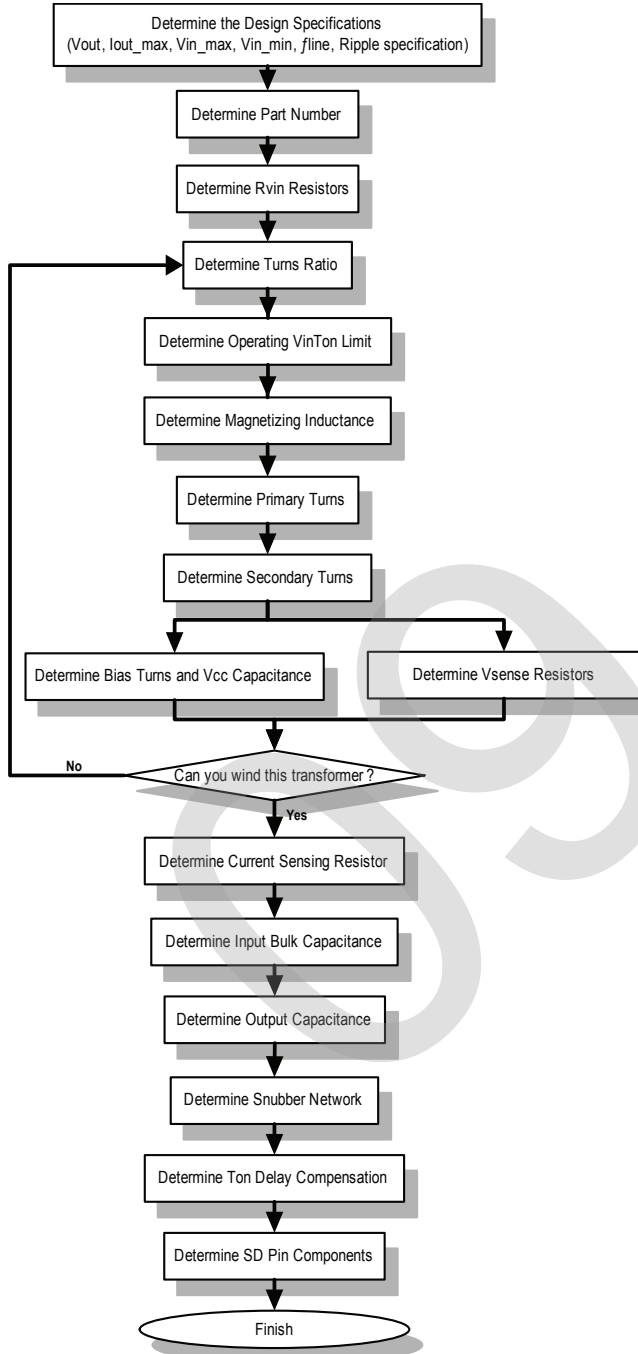 Determine the Design Specifications
(Vout, Iout_max, Vin_max, Vin_min, ƒline, Ripple specification)
Determine Part Number
Determine Rvin Resistors
Determine Turns Ratio
Determine Operating VinTon Limit
Determine Magnetizing Inductance
Determine Primary Turns
Determine Secondary Turns
Determine Bias Turns and Vcc Capacitance
Determine Vsense Resistors
No
Can you wind this transformer ?
Yes
Determine Current Sensing Resistor
Determine Input Bulk Capacitance
Determine Output Capacitance
Determine Snubber Network
Determine Ton Delay Compensation
Determine SD Pin Components
Finish